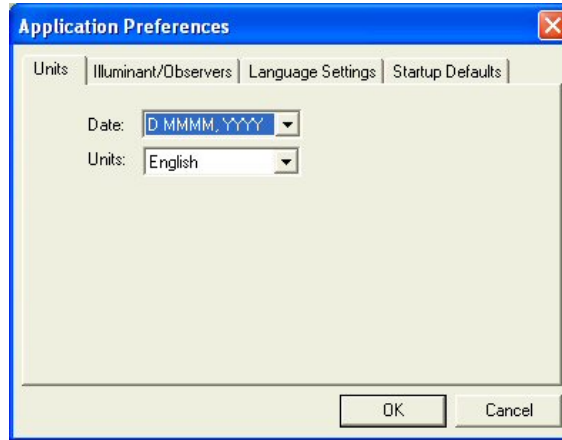 Application Preferences
Units Illuminant/Observers Language Settings Startup Defaults
Date: D MMMM, YYYY
Units: English
OK Cancel